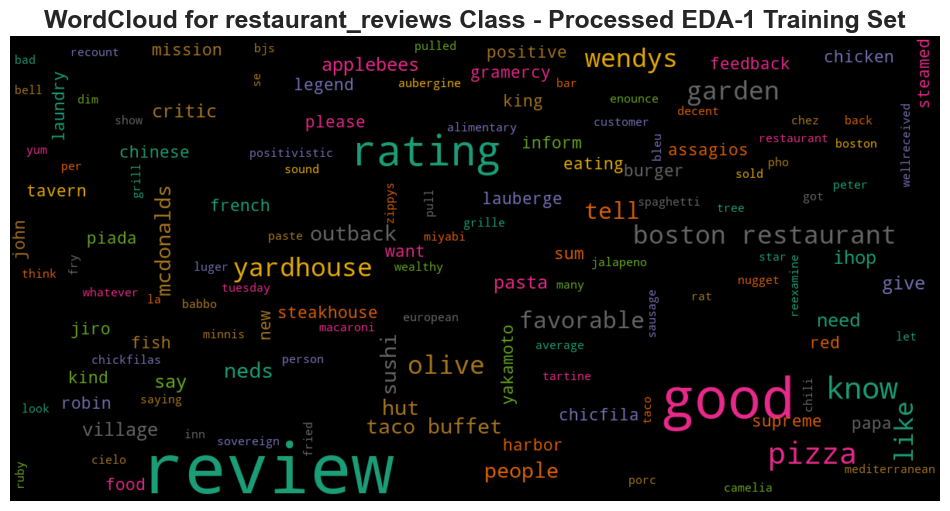 WordCloud for restaurant_reviews Class - Processed EDA-1 Training Set
bad
recount
mission
bjs
pulled
positive
wendys
feedback
chicken
steamed
applebees
gramercy
bell
laundry
dim
se
legend
aubergine
bar
garden
king
enounce
decent
critic
show
please
alimentary
customer
chez
back
yum
chinese
positivistic
rating
inform
bleu
assagios
restaurant
boston
wellreceived
per
grill
sound
eating
burger
sold
pho
tavern
mcdonalds
french
zippys
pull
lauberge
tell
spaghetti
tree
got
peter
john
piada
paste
outback
miyabi
grille
boston restaurant
want
sum
star
ihop
think
fry
luger
yardhouse
wealthy
jalapeno
whatever
la
tuesday
pasta
many
nugget
reexamine
give
babbo
rat
jiro
new
steakhouse
european
favorable
sausage
need
minnis
macaroni
red
let
fish
chickfilas
person
sushi
yakamoto
average
kind
say
neds
olive
tartine
good
know
look
robin
saying
hut
chicfila
taco
chili
like
village
inn
sovereign
fried
taco buffet
supreme
papa
harbor
cielo
people
pizza
mediterranean
ruby
food
review
porc
camelia